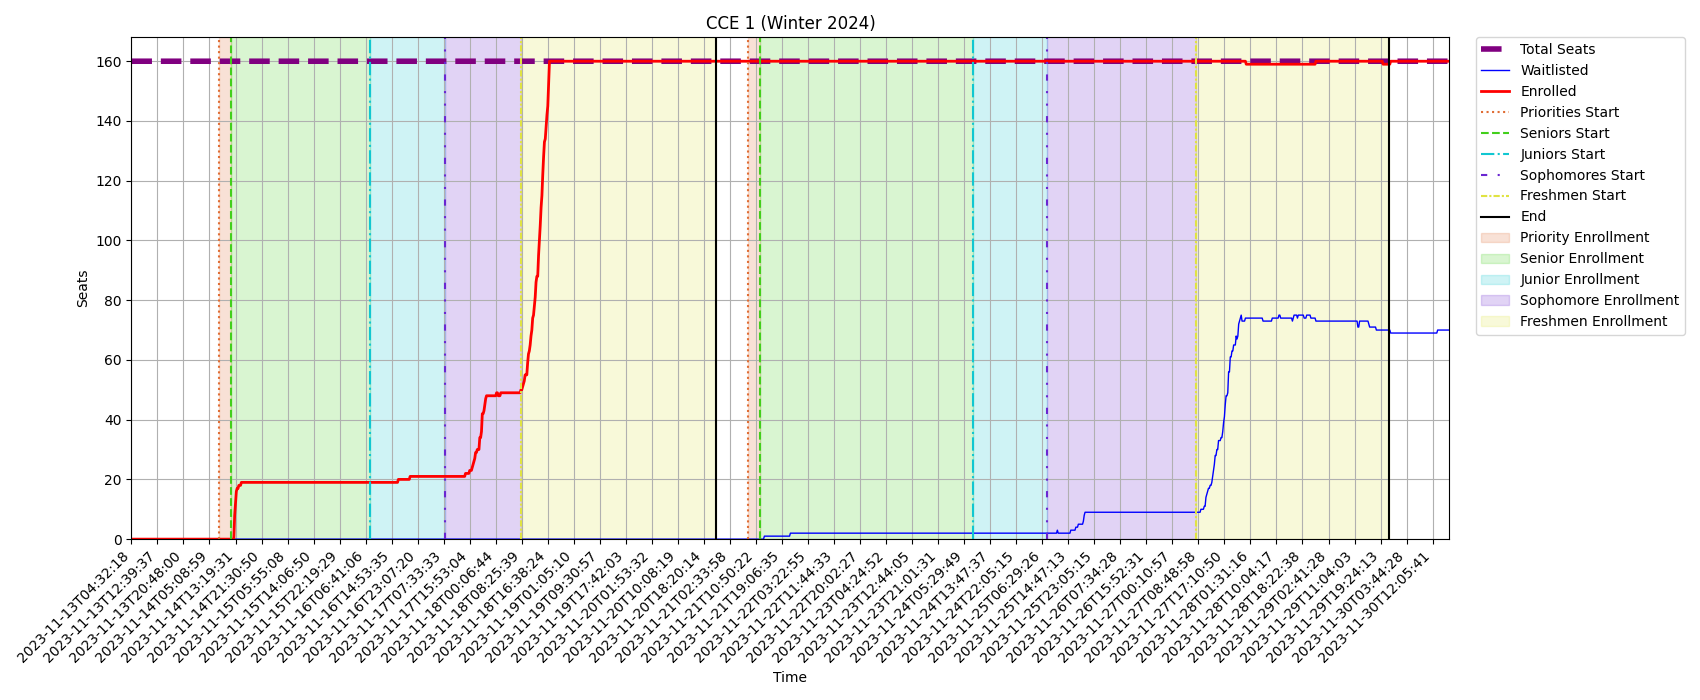 CCE 1 (Winter 2024)
Seats
160
140
120
100
80
60
40
20
0
2023-11-13T04:32:18
2023-11-13T12:39:37
2023-11-13T20:48:00
2023-11-14T05:08:59
2023-11-14T13:19:31
2023-11-14T21:30:50
2023-11-15T05:55:08
2023-11-15T14:06:50
2023-11-15T22:19:29
2023-11-16T06:41:06
2023-11-16T14:53:35
2023-11-16T23:07:20
2023-11-17T07:33:33
2023-11-17T15:53:04
2023-11-18T00:06:44
2023-11-18T08:25:39
2023-11-18T16:38:24
2023-11-19T01:05:10
2023-11-19T09:30:57
2023-11-19T17:42:03
2023-11-20T01:53:32
2023-11-20T10:08:19
2023-11-20T18:20:14
2023-11-21T02:33:58
2023-11-21T10:50:22
2023-11-21T19:06:35
2023-11-22T03:22:55
2023-11-22T11:44:33
2023-11-22T20:02:27
2023-11-23T04:24:52
2023-11-23T12:44:05
2023-11-23T21:01:31
2023-11-24T05:29:49
2023-11-24T13:47:37
2023-11-24T22:05:15
2023-11-25T06:29:26
2023-11-25T14:47:13
2023-11-25T23:05:15
2023-11-26T07:34:28
2023-11-26T15:52:31
2023-11-27T00:10:57
2023-11-27T08:48:58
2023-11-27T17:10:50
2023-11-28T01:31:16
2023-11-28T10:04:17
2023-11-28T18:22:38
2023-11-29T02:41:28
2023-11-29T11:04:03
2023-11-29T19:24:13
2023-11-30T03:44:28
2023-11-30T12:05:41
Time
Total Seats
Waitlisted
Enrolled
Priorities Start
Seniors Start
Juniors Start
Sophomores Start
Freshmen Start
End
Priority Enrollment
Senior Enrollment
Junior Enrollment
Sophomore Enrollment
Freshmen Enrollment